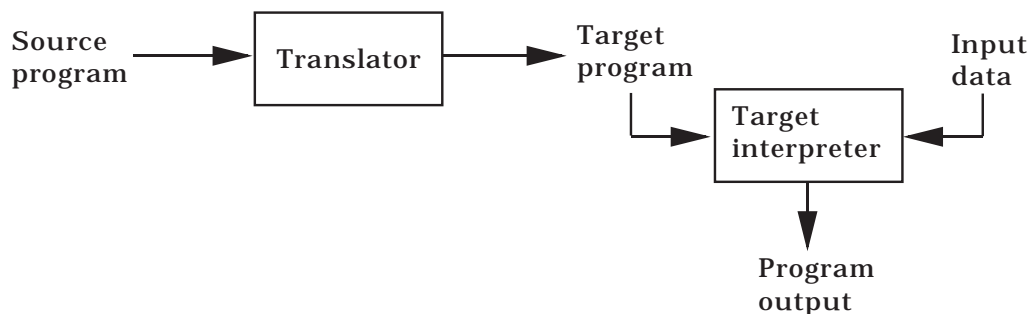 Source
program
Translator
Target
program
Input
data
Target
interpreter
Program
output